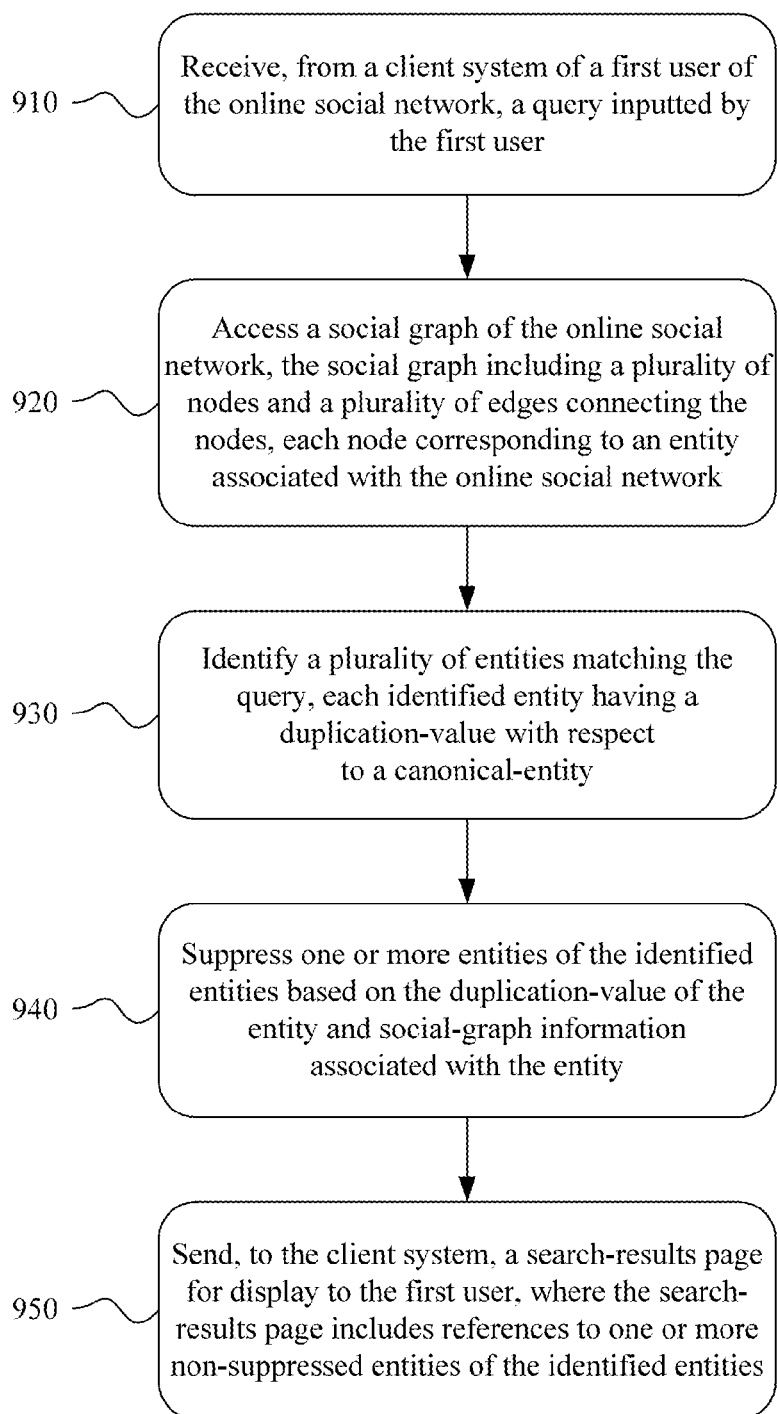 910
Receive, from a client system of a first user of
the online social network, a query inputted by
the first user
920
Access a social graph of the online social
network, the social graph including a plurality of
nodes and a plurality of edges connecting the
nodes, each node corresponding to an entity
associated with the online social network
930
Identify a plurality of entities matching the
query, each identified entity having a
duplication-value with respect
to a canonical-entity
940
Suppress one or more entities of the identified
entities based on the duplication-value of the
entity and social-graph information
associated with the entity
950
Send, to the client system, a search-results page
for display to the first user, where the search-
results page includes references to one or more
non-suppressed entities of the identified entities